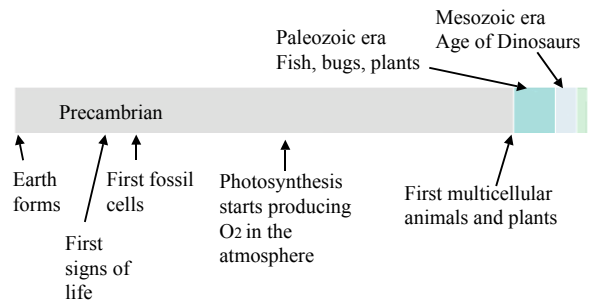 Mesozoic era
Age of Dinosaurs
Paleozoic era
Fish, bugs, plants
Precambrian
Earth
forms
First
signs of
life
First fossil
cells
Photosynthesis
starts producing
O2 in the
atmosphere
First multicellular
animals and plants